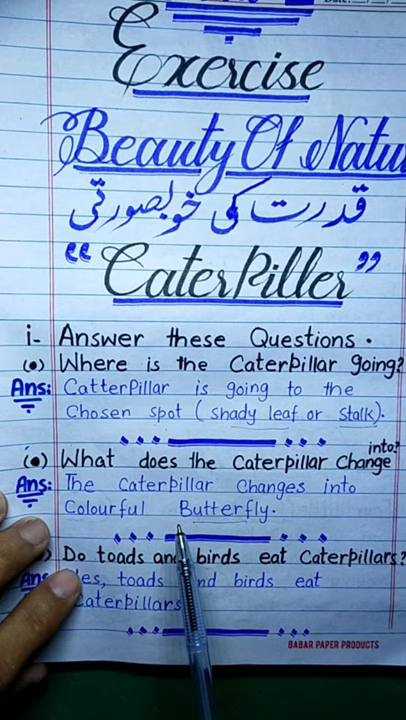 Exercise
Beauty Of Natu
قدرت کی خوبصورتی
"CaterPiller"
i- Answer these Questions.
(•) Where is the CaterPillar going?
Ans: CatterPillar is going to the
Chosen spot (shady leaf or stalk).
into?
(•) What does the CaterPillar Change
Ans: The CaterPillar Changes into
Colourful Butterfly.
Do toads and birds eat CaterPillars?
toads and birds eat
aterPillars
BABAR PAPER PRODUCTS